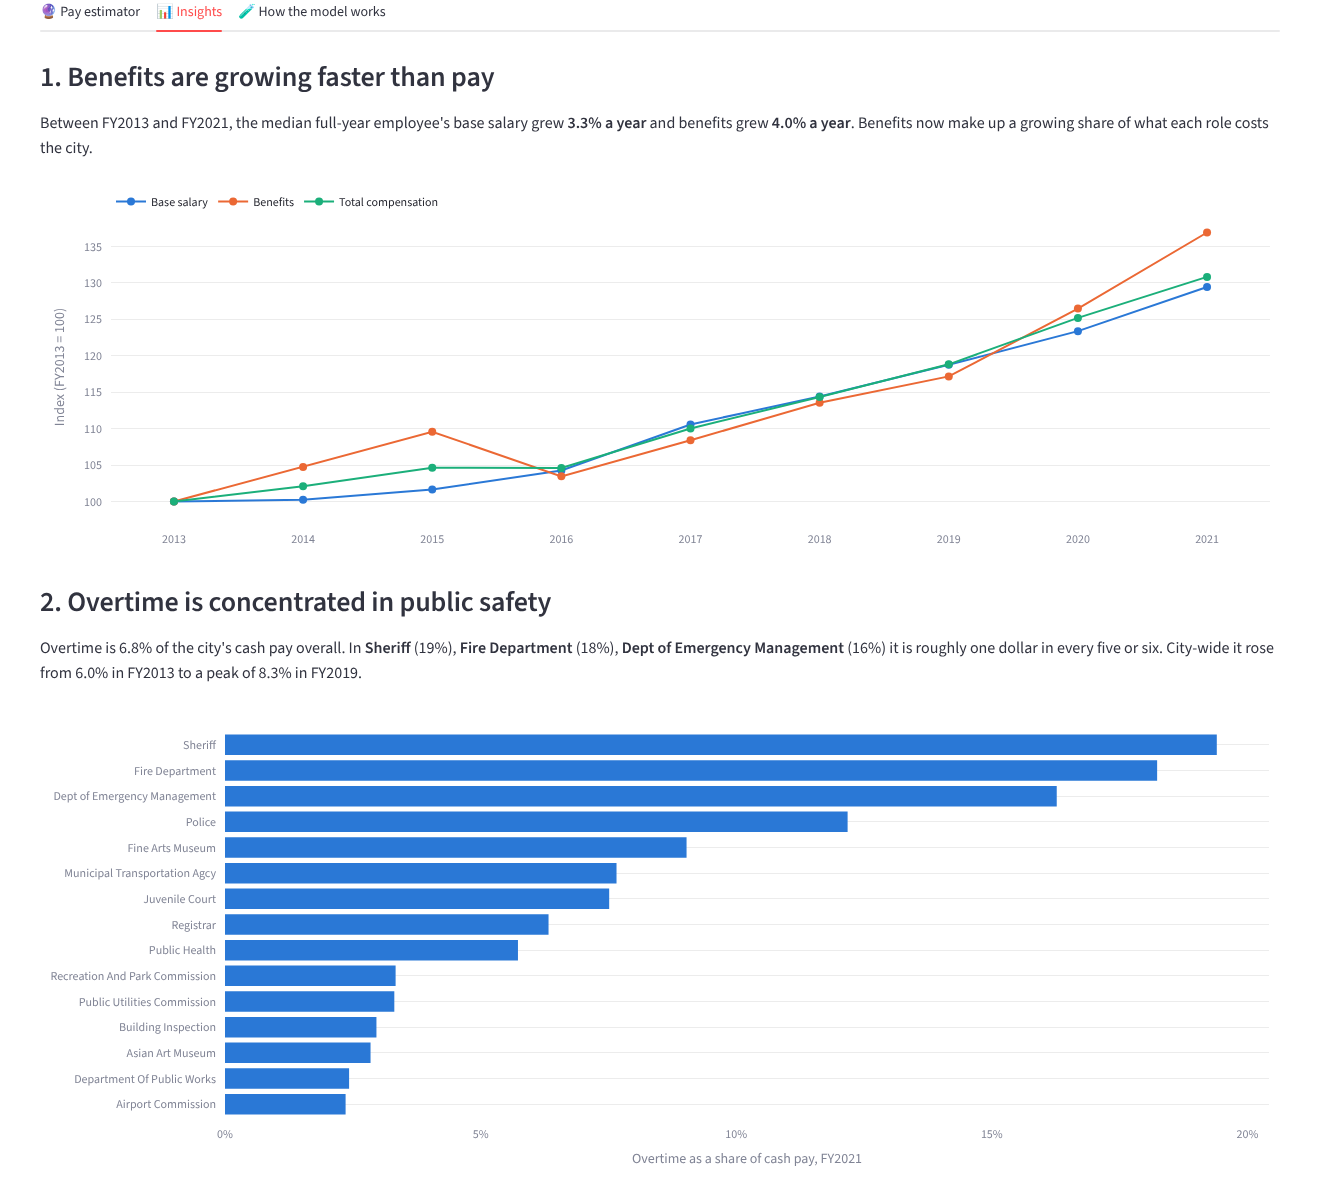 🔮 Pay estimator 📊 Insights 🧪 How the model works
1. Benefits are growing faster than pay
Between FY2013 and FY2021, the median full-year employee's base salary grew 3.3% a year and benefits grew 4.0% a year. Benefits now make up a growing share of what each role costs
the city.
Base salary Benefits Total compensation
Index (FY2013 = 100)
135
130
125
120
115
110
105
100
2013 2014 2015 2016 2017 2018 2019 2020 2021
2. Overtime is concentrated in public safety
Overtime is 6.8% of the city's cash pay overall. In Sheriff (19%), Fire Department (18%), Dept of Emergency Management (16%) it is roughly one dollar in every five or six. City-wide it rose
from 6.0% in FY2013 to a peak of 8.3% in FY2019.
Sheriff
Fire Department
Dept of Emergency Management
Police
Fine Arts Museum
Municipal Transportation Agcy
Juvenile Court
Registrar
Public Health
Recreation And Park Commission
Public Utilities Commission
Building Inspection
Asian Art Museum
Department Of Public Works
Airport Commission
0% 5% 10% 15% 20%
Overtime as a share of cash pay, FY2021